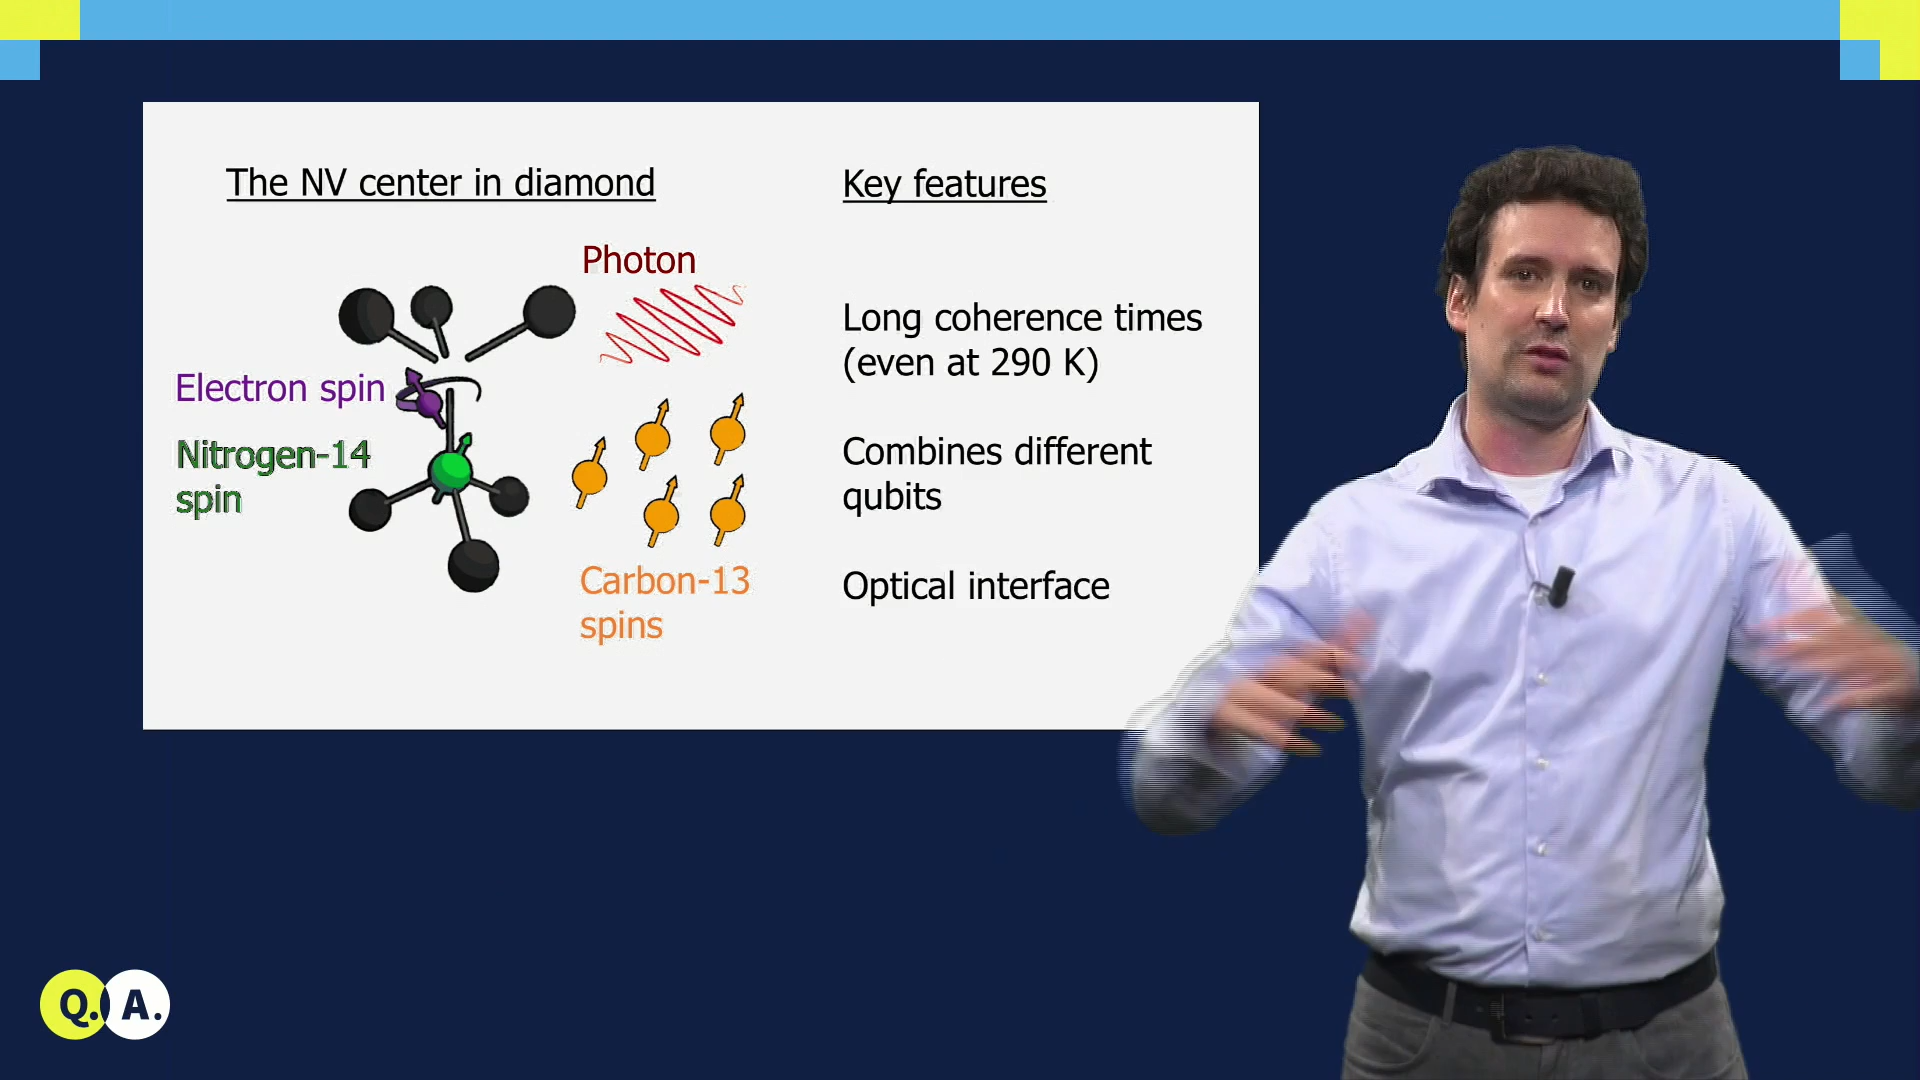 The NV center in diamond
Photon
Electron spin
Nitrogen-14
spin
Carbon-13
spins
Key features
Long coherence times
(even at 290 K)
Combines different
qubits
Optical interface
Q. A.